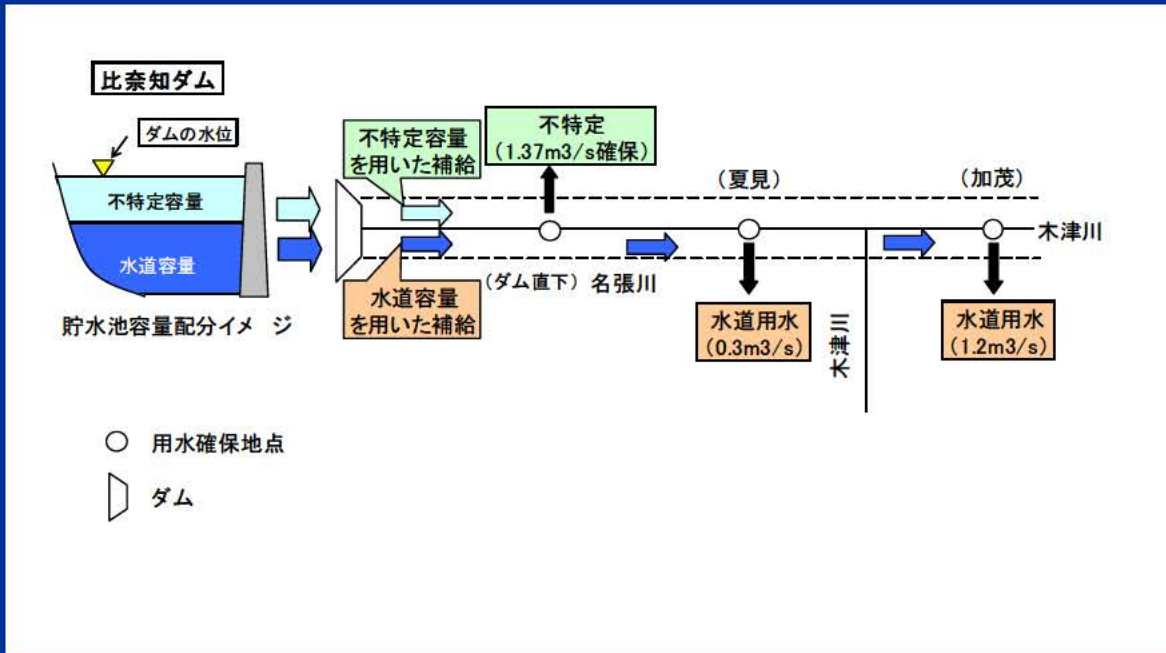 比奈知ダム
ダムの水位
不特定容量
水道容量
貯水池容量配分イメ ジ
不特定容量
を用いた補給
水道容量
を用いた補給
不特定
(1.37m3/s確保)
(ダム直下) 名張川
(夏見)
水道用水
(0.3m3/s)
木津川
(加茂)
木津川
水道用水
(1.2m3/s)
用水確保地点
ダム